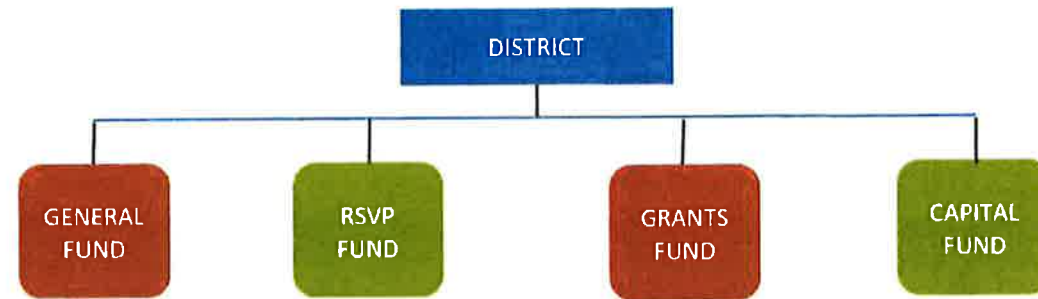 DISTRICT
GENERAL
FUND
RSVP
FUND
GRANTS
FUND
CAPITAL
FUND